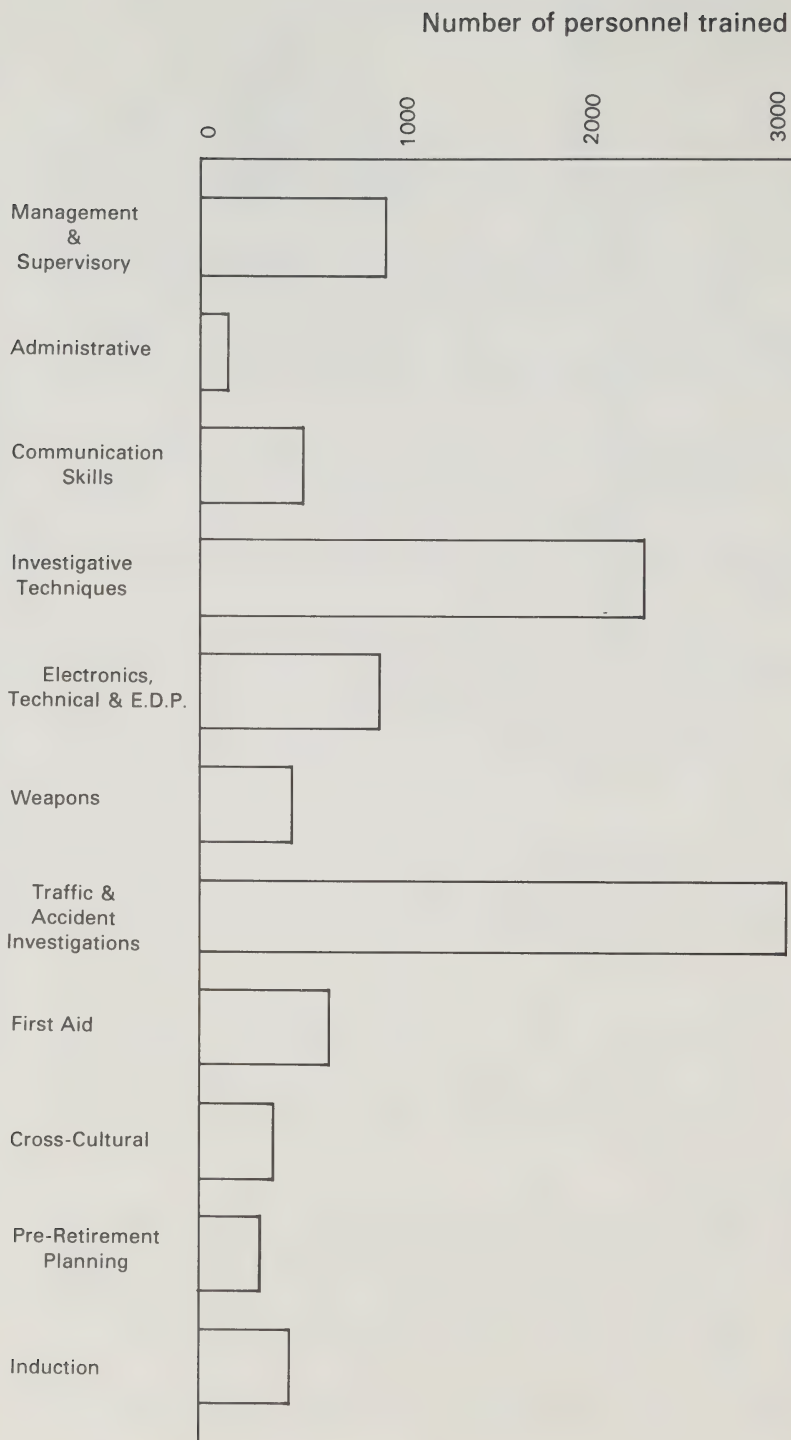 Number of personnel trained
0
1000
2000
3000
Management
&
Supervisory
Administrative
Communication
Skills
Investigative
Techniques
Electronics,
Technical & E.D.P.
Weapons
Traffic &
Accident
Investigations
First Aid
Cross-Cultural
Pre-Retirement
Planning
Induction